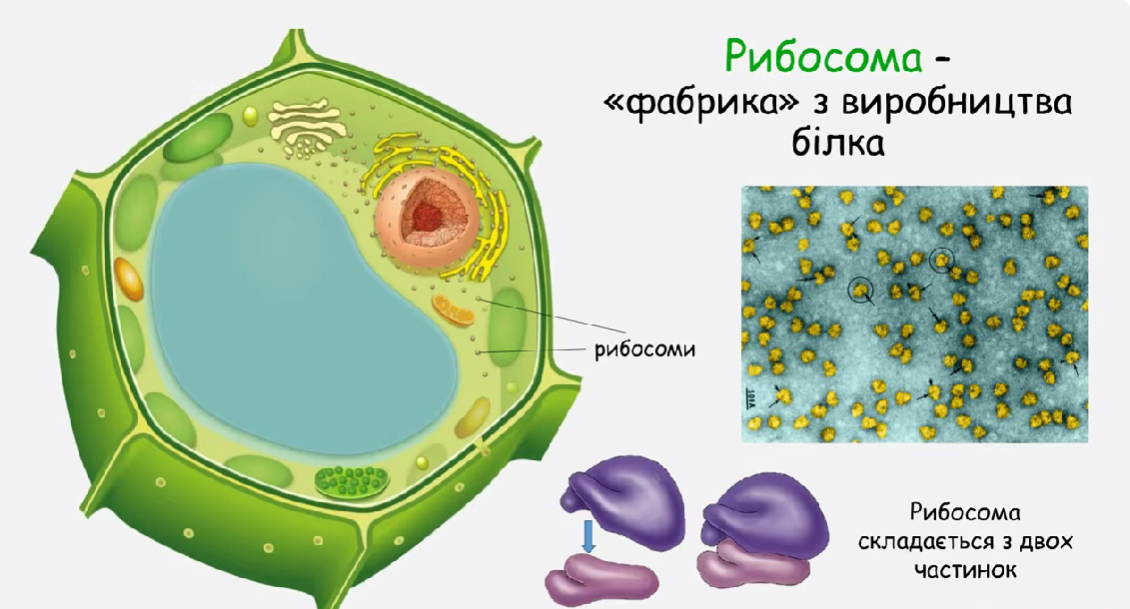 Рибосома -
«фабрика» з виробництва
білка
рибосоми
Рибосома
складається з двох
частинок